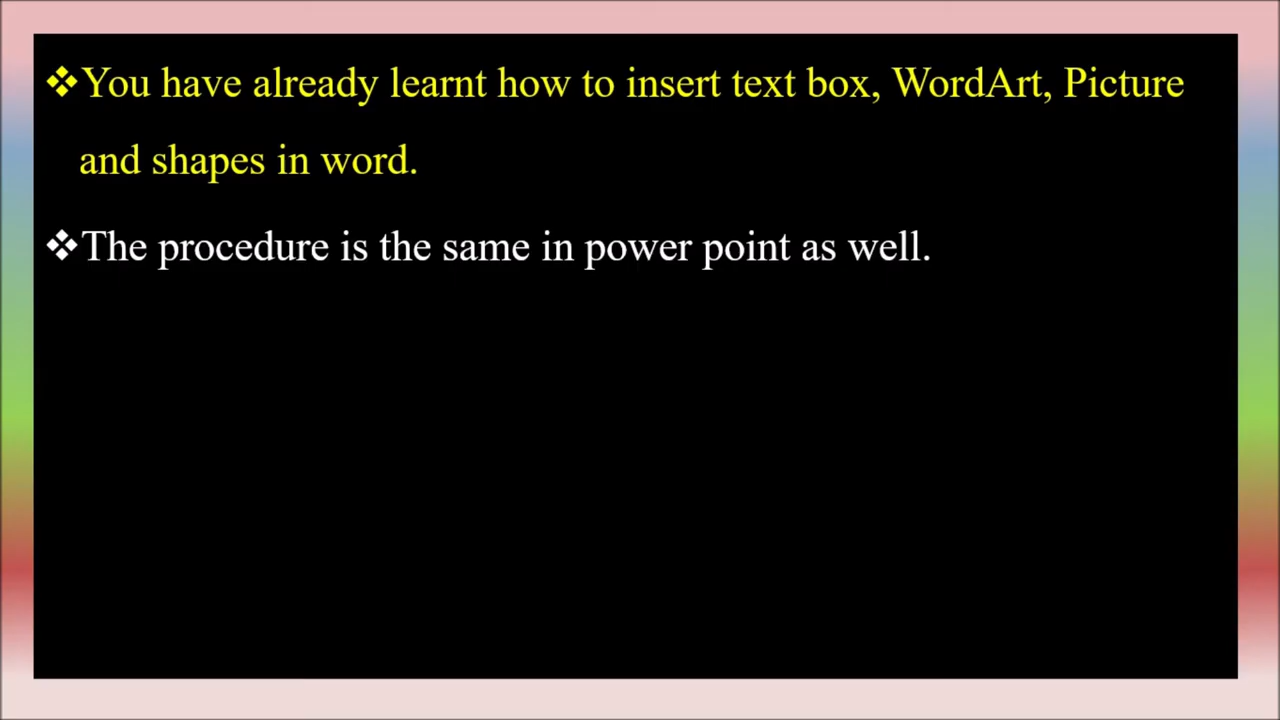 ❖You have already learnt how to insert text box, WordArt, Picture
and shapes in word.
❖The procedure is the same in power point as well.